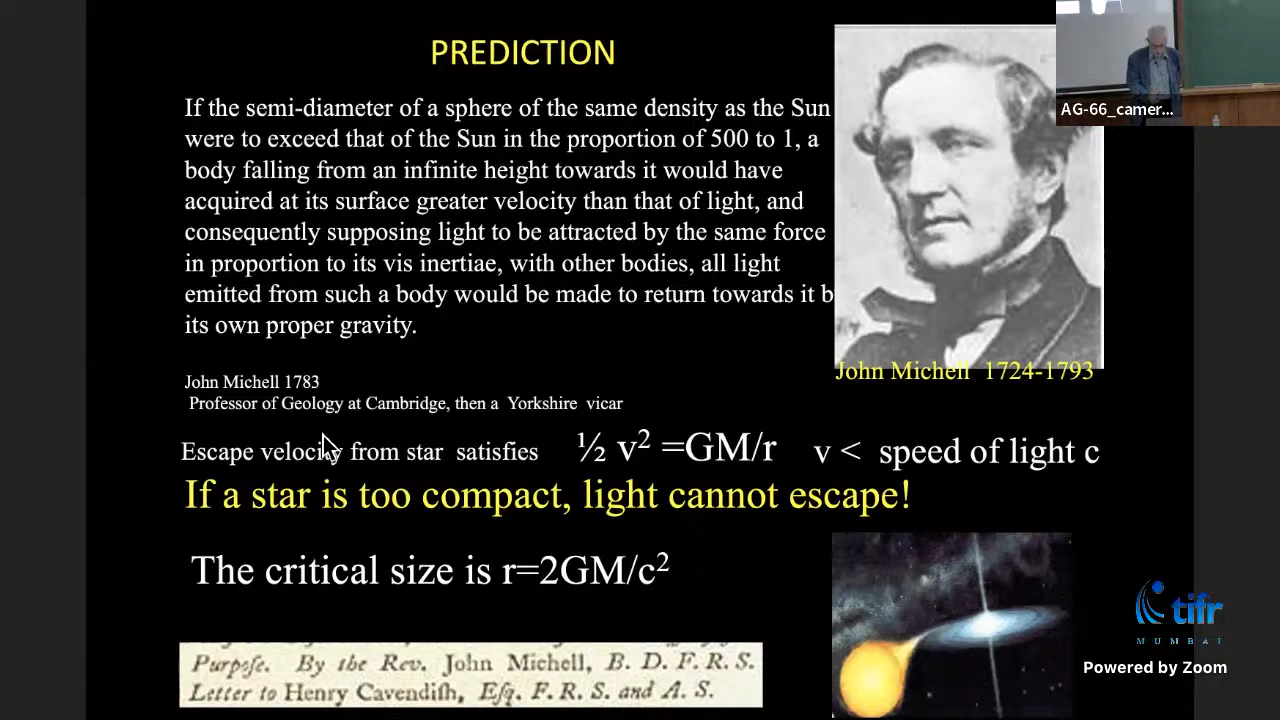 PREDICTION
If the semi-diameter of a sphere of the same density as the Sun
were to exceed that of the Sun in the proportion of 500 to 1, a
body falling from an infinite height towards it would have
acquired at its surface greater velocity than that of light, and
consequently supposing light to be attracted by the same force
in proportion to its vis inertiae, with other bodies, all light
emitted from such a body would be made to return towards it b
its own proper gravity.
John Michell 1724-1793
John Michell 1783
Professor of Geology at Cambridge, then a Yorkshire vicar
Escape velocity from star satisfies ½ v² =GM/r v < speed of light c
If a star is too compact, light cannot escape!
The critical size is r=2GM/c²
Purpoſe. By the Rev. John Michell, B. D. F. R. S.
Letter to Henry Cavendiſh, Eſq. F. R. S. and A. S.
AG-66_camer...
tifr
MUMBAI
Powered by Zoom